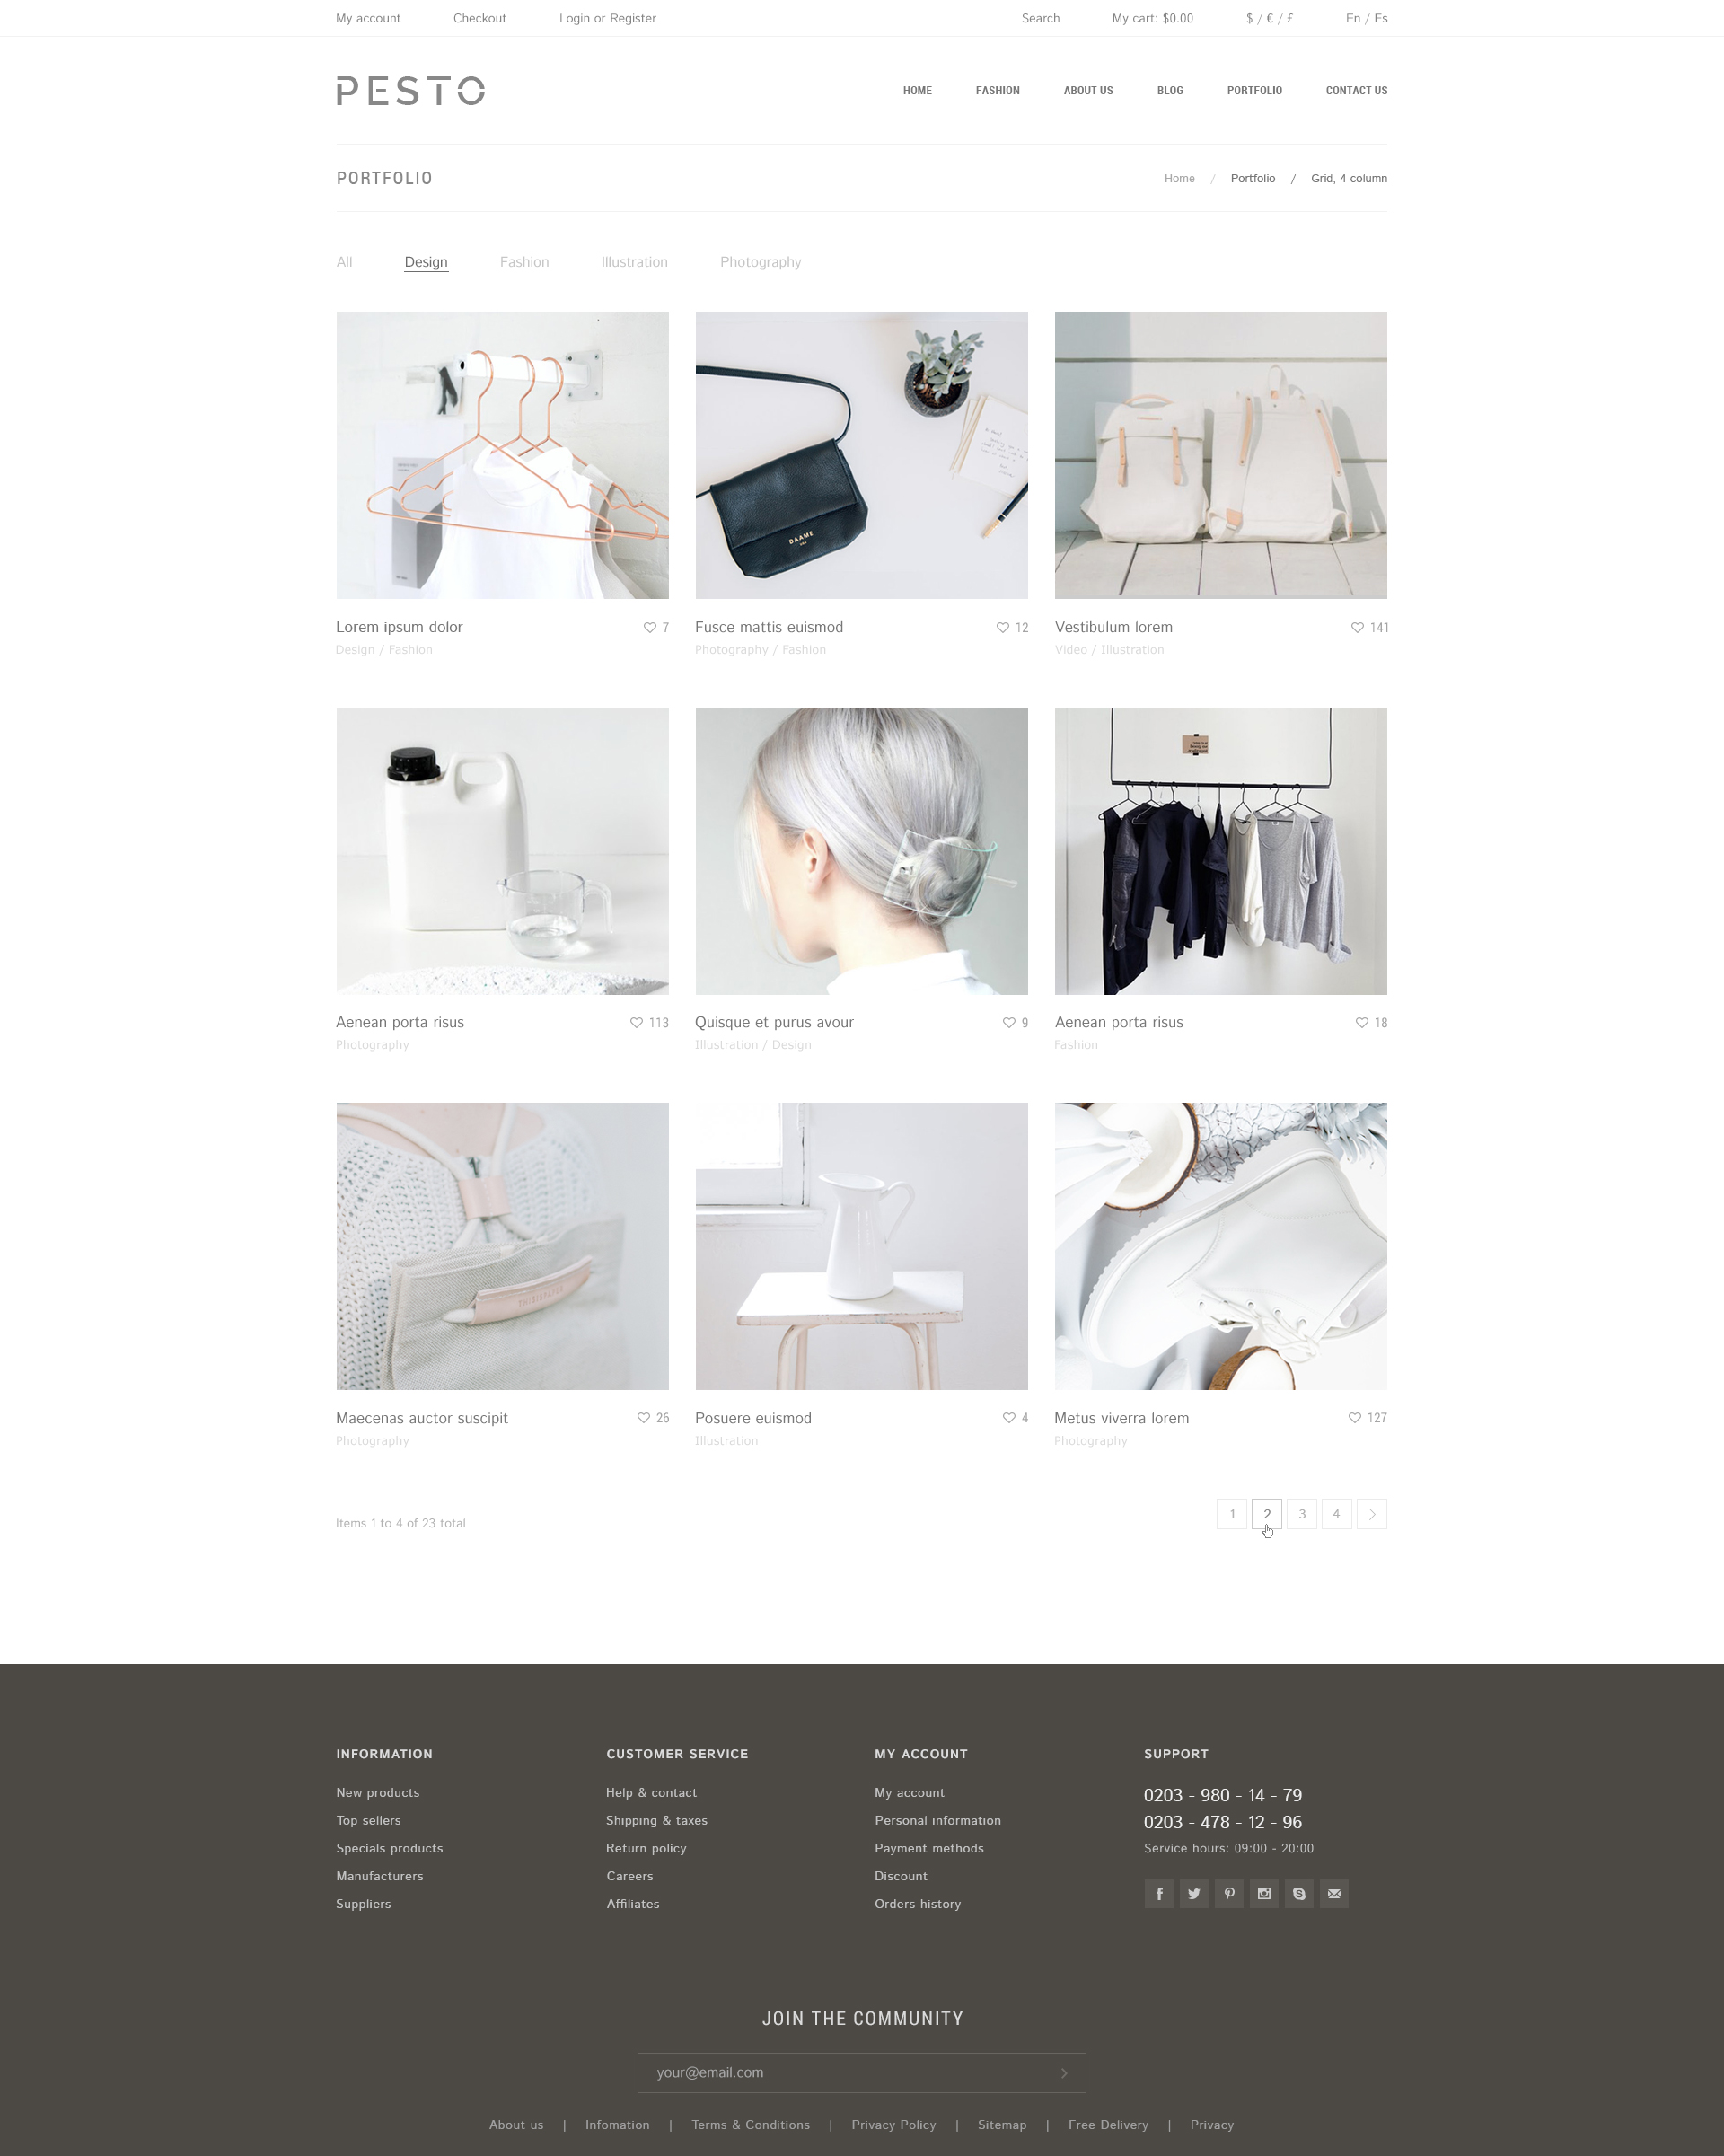 My account Checkout Login or Register Search My cart: $0.00 $ / € / £ En / Es
PESTO HOME FASHION ABOUT US BLOG PORTFOLIO CONTACT US
PORTFOLIO Home / Portfolio / Grid, 4 column
All Design Fashion Illustration Photography
DAAME
Lorem ipsum dolor 7 Fusce mattis euismod 12 Vestibulum lorem 141
Design / Fashion Photography / Fashion Video / Illustration
Aenean porta risus 113 Quisque et purus avour 9 Aenean porta risus 18
Photography Illustration / Design Fashion
THISISPAPER
Maecenas auctor suscipit 26 Posuere euismod 4 Metus viverra lorem 127
Photography Illustration Photography
Items 1 to 4 of 23 total 1 2 3 4
INFORMATION CUSTOMER SERVICE MY ACCOUNT SUPPORT
New products Help & contact My account 0203 - 980 - 14 - 79
Top sellers Shipping & taxes Personal information 0203 - 478 - 12 - 96
Specials products Return policy Payment methods Service hours: 09:00 - 20:00
Manufacturers Careers Discount
Suppliers Affiliates Orders history
JOIN THE COMMUNITY
your@email.com
About us | Infomation | Terms & Conditions | Privacy Policy | Sitemap | Free Delivery | Privacy